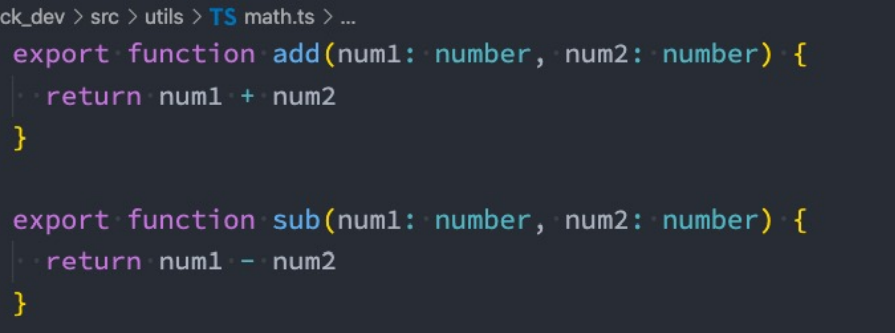 ck_dev > src > utils > TS math.ts > ...
export function add(num1: number, num2: number) {
  return num1 + num2
}

export function sub(num1: number, num2: number) {
  return num1 - num2
}